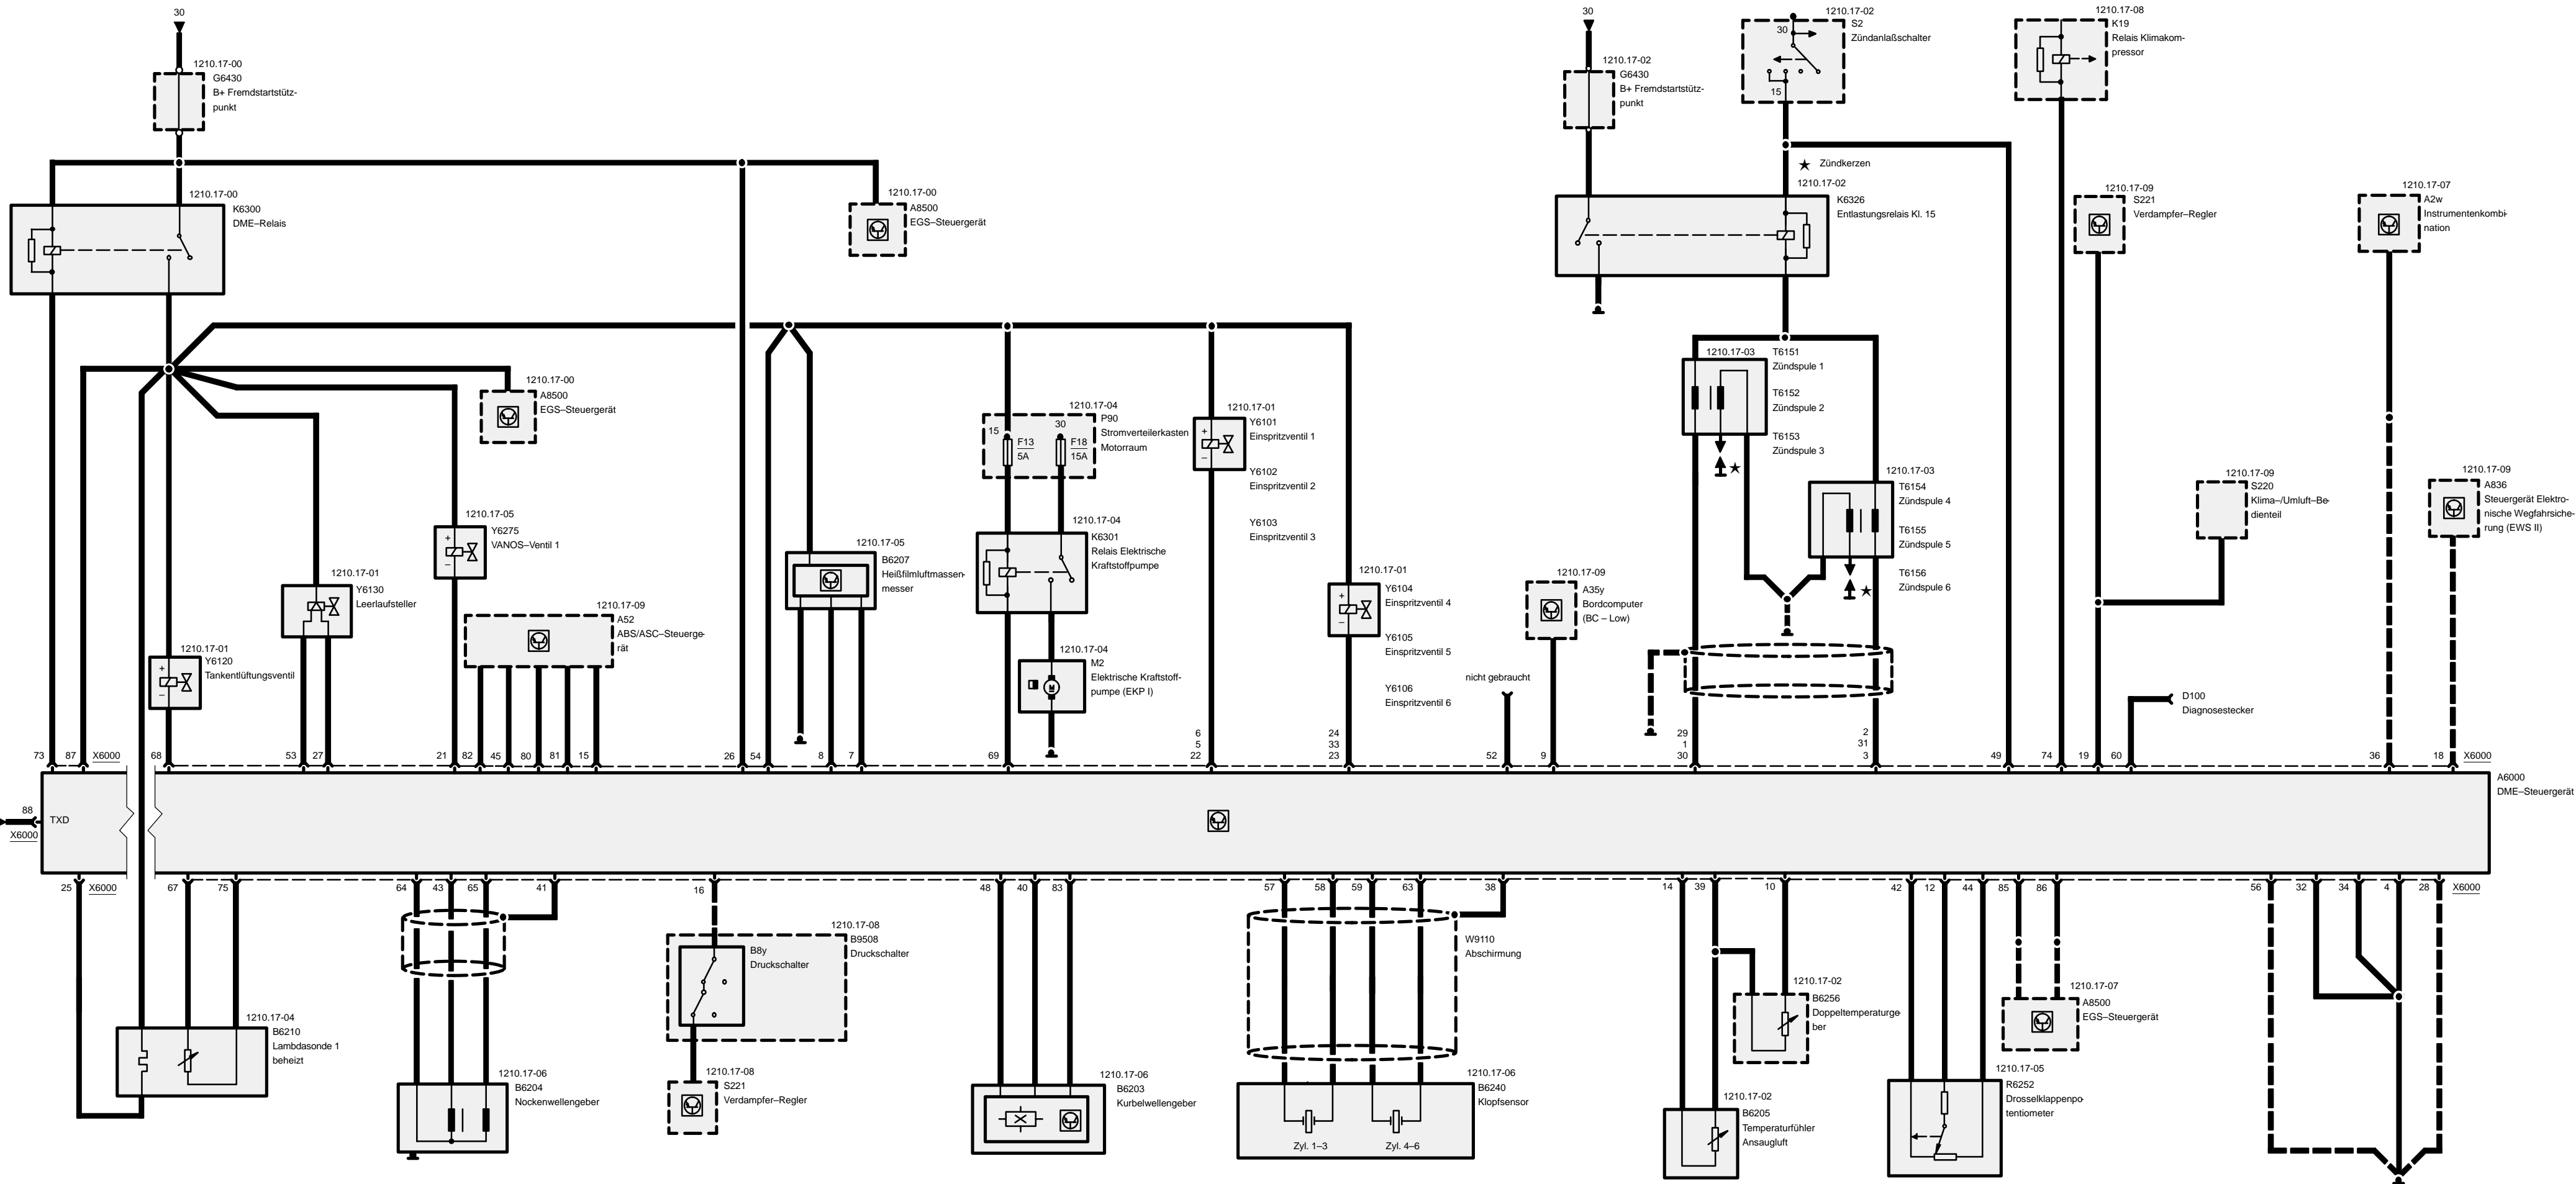 30
1210.17-00
G6430
B+ Fremdstartstütz-
punkt
1210.17-00
K6300
DME–Relais
1210.17-00
A8500
EGS–Steuergerät
30
1210.17-02
G6430
B+ Fremdstartstütz-
punkt
1210.17-02
S2
Zündanlaßschalter
30
15
1210.17-08
K19
Relais Klimakom-
pressor
★ Zündkerzen
1210.17-02
K6326
Entlastungsrelais Kl. 15
1210.17-09
S221
Verdampfer–Regler
1210.17-07
A2w
Instrumentenkombi-
nation
1210.17-00
A8500
EGS–Steuergerät
1210.17-05
Y6275
VANOS–Ventil 1
+
–
1210.17-01
Y6130
Leerlaufsteller
1210.17-01
Y6120
Tankentlüftungsventil
+
–
1210.17-09
A52
ABS/ASC–Steuerge-
rät
1210.17-05
B6207
Heißfilmluftmassen-
messer
1210.17-04
P90
Stromverteilerkasten
Motorraum
15
F13
5A
30
F18
15A
1210.17-04
K6301
Relais Elektrische
Kraftstoffpumpe
1210.17-04
M2
Elektrische Kraftstoff-
pumpe (EKP I)
M
1210.17-01
Y6101
Einspritzventil 1
Y6102
Einspritzventil 2
Y6103
Einspritzventil 3
+
–
1210.17-01
Y6104
Einspritzventil 4
Y6105
Einspritzventil 5
Y6106
Einspritzventil 6
+
–
nicht gebraucht
1210.17-09
A35y
Bordcomputer
(BC – Low)
1210.17-03
T6151
Zündspule 1
T6152
Zündspule 2
T6153
Zündspule 3
★
1210.17-03
T6154
Zündspule 4
T6155
Zündspule 5
T6156
Zündspule 6
★
1210.17-09
S220
Klima–/Umluft–Be-
dienteil
1210.17-09
A836
Steuergerät Elektro-
nische Wegfahrsiche-
rung (EWS II)
D100
Diagnosestecker
73
87
X6000
68
53
27
21
82
45
80
81
15
26
54
8
7
69
6
5
22
24
33
23
52
9
29
1
30
2
31
3
49
74
19
60
36
18
X6000
A6000
DME–Steuergerät
88
X6000
TXD
25
X6000
67
75
64
43
65
41
16
48
40
83
57
58
59
63
38
14
39
10
42
12
44
85
86
56
32
34
4
28
X6000
1210.17-04
B6210
Lambdasonde 1
beheizt
1210.17-06
B6204
Nockenwellengeber
1210.17-08
B9508
Druckschalter
B8y
Druckschalter
1210.17-08
S221
Verdampfer–Regler
1210.17-06
B6203
Kurbelwellengeber
W9110
Abschirmung
1210.17-06
B6240
Klopfsensor
Zyl. 1–3
Zyl. 4–6
1210.17-02
B6256
Doppeltemperaturge-
ber
1210.17-02
B6205
Temperaturfühler
Ansaugluft
1210.17-05
R6252
Drosselklappenpo-
tentiometer
1210.17-07
A8500
EGS–Steuergerät